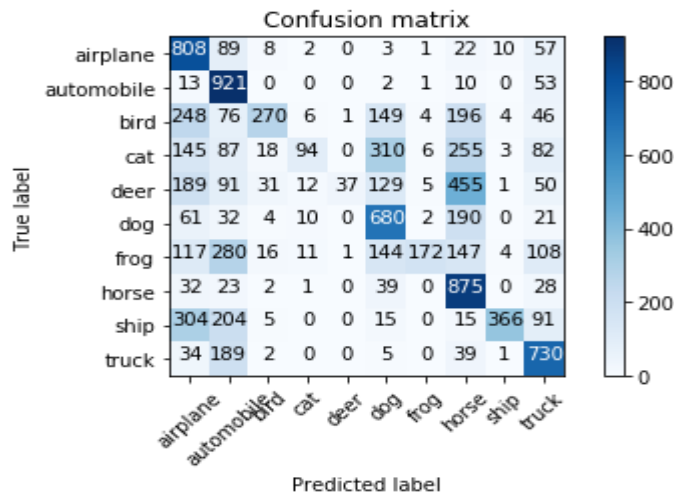 Confusion matrix
True label
airplane 808 89 8 2 0 3 1 22 10 57
automobile 13 921 0 0 0 2 1 10 0 53
bird 248 76 270 6 1 149 4 196 4 46
cat 145 87 18 94 0 310 6 255 3 82
deer 189 91 31 12 37 129 5 455 1 50
dog 61 32 4 10 0 680 2 190 0 21
frog 117 280 16 11 1 144 172 147 4 108
horse 32 23 2 1 0 39 0 875 0 28
ship 304 204 5 0 0 15 0 15 366 91
truck 34 189 2 0 0 5 0 39 1 730
airplane automobile bird cat deer dog frog horse ship truck
Predicted label
800
600
400
200
0